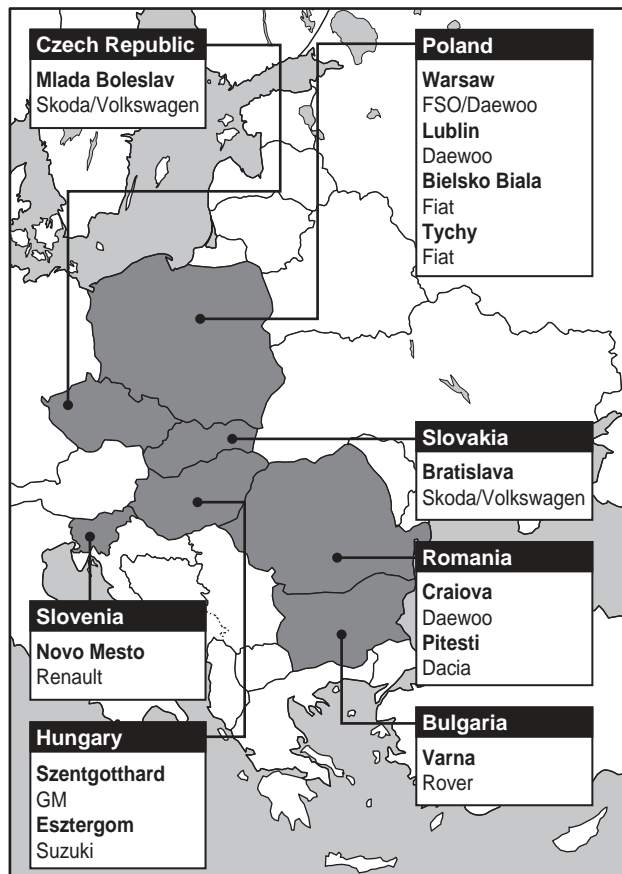 Czech Republic
Mlada Boleslav
Skoda/Volkswagen
Poland
Warsaw
FSO/Daewoo
Lublin
Daewoo
Bielsko Biala
Fiat
Tychy
Fiat
Slovakia
Bratislava
Skoda/Volkswagen
Romania
Craiova
Daewoo
Pitesti
Dacia
Slovenia
Novo Mesto
Renault
Hungary
Szentgotthard
GM
Esztergom
Suzuki
Bulgaria
Varna
Rover